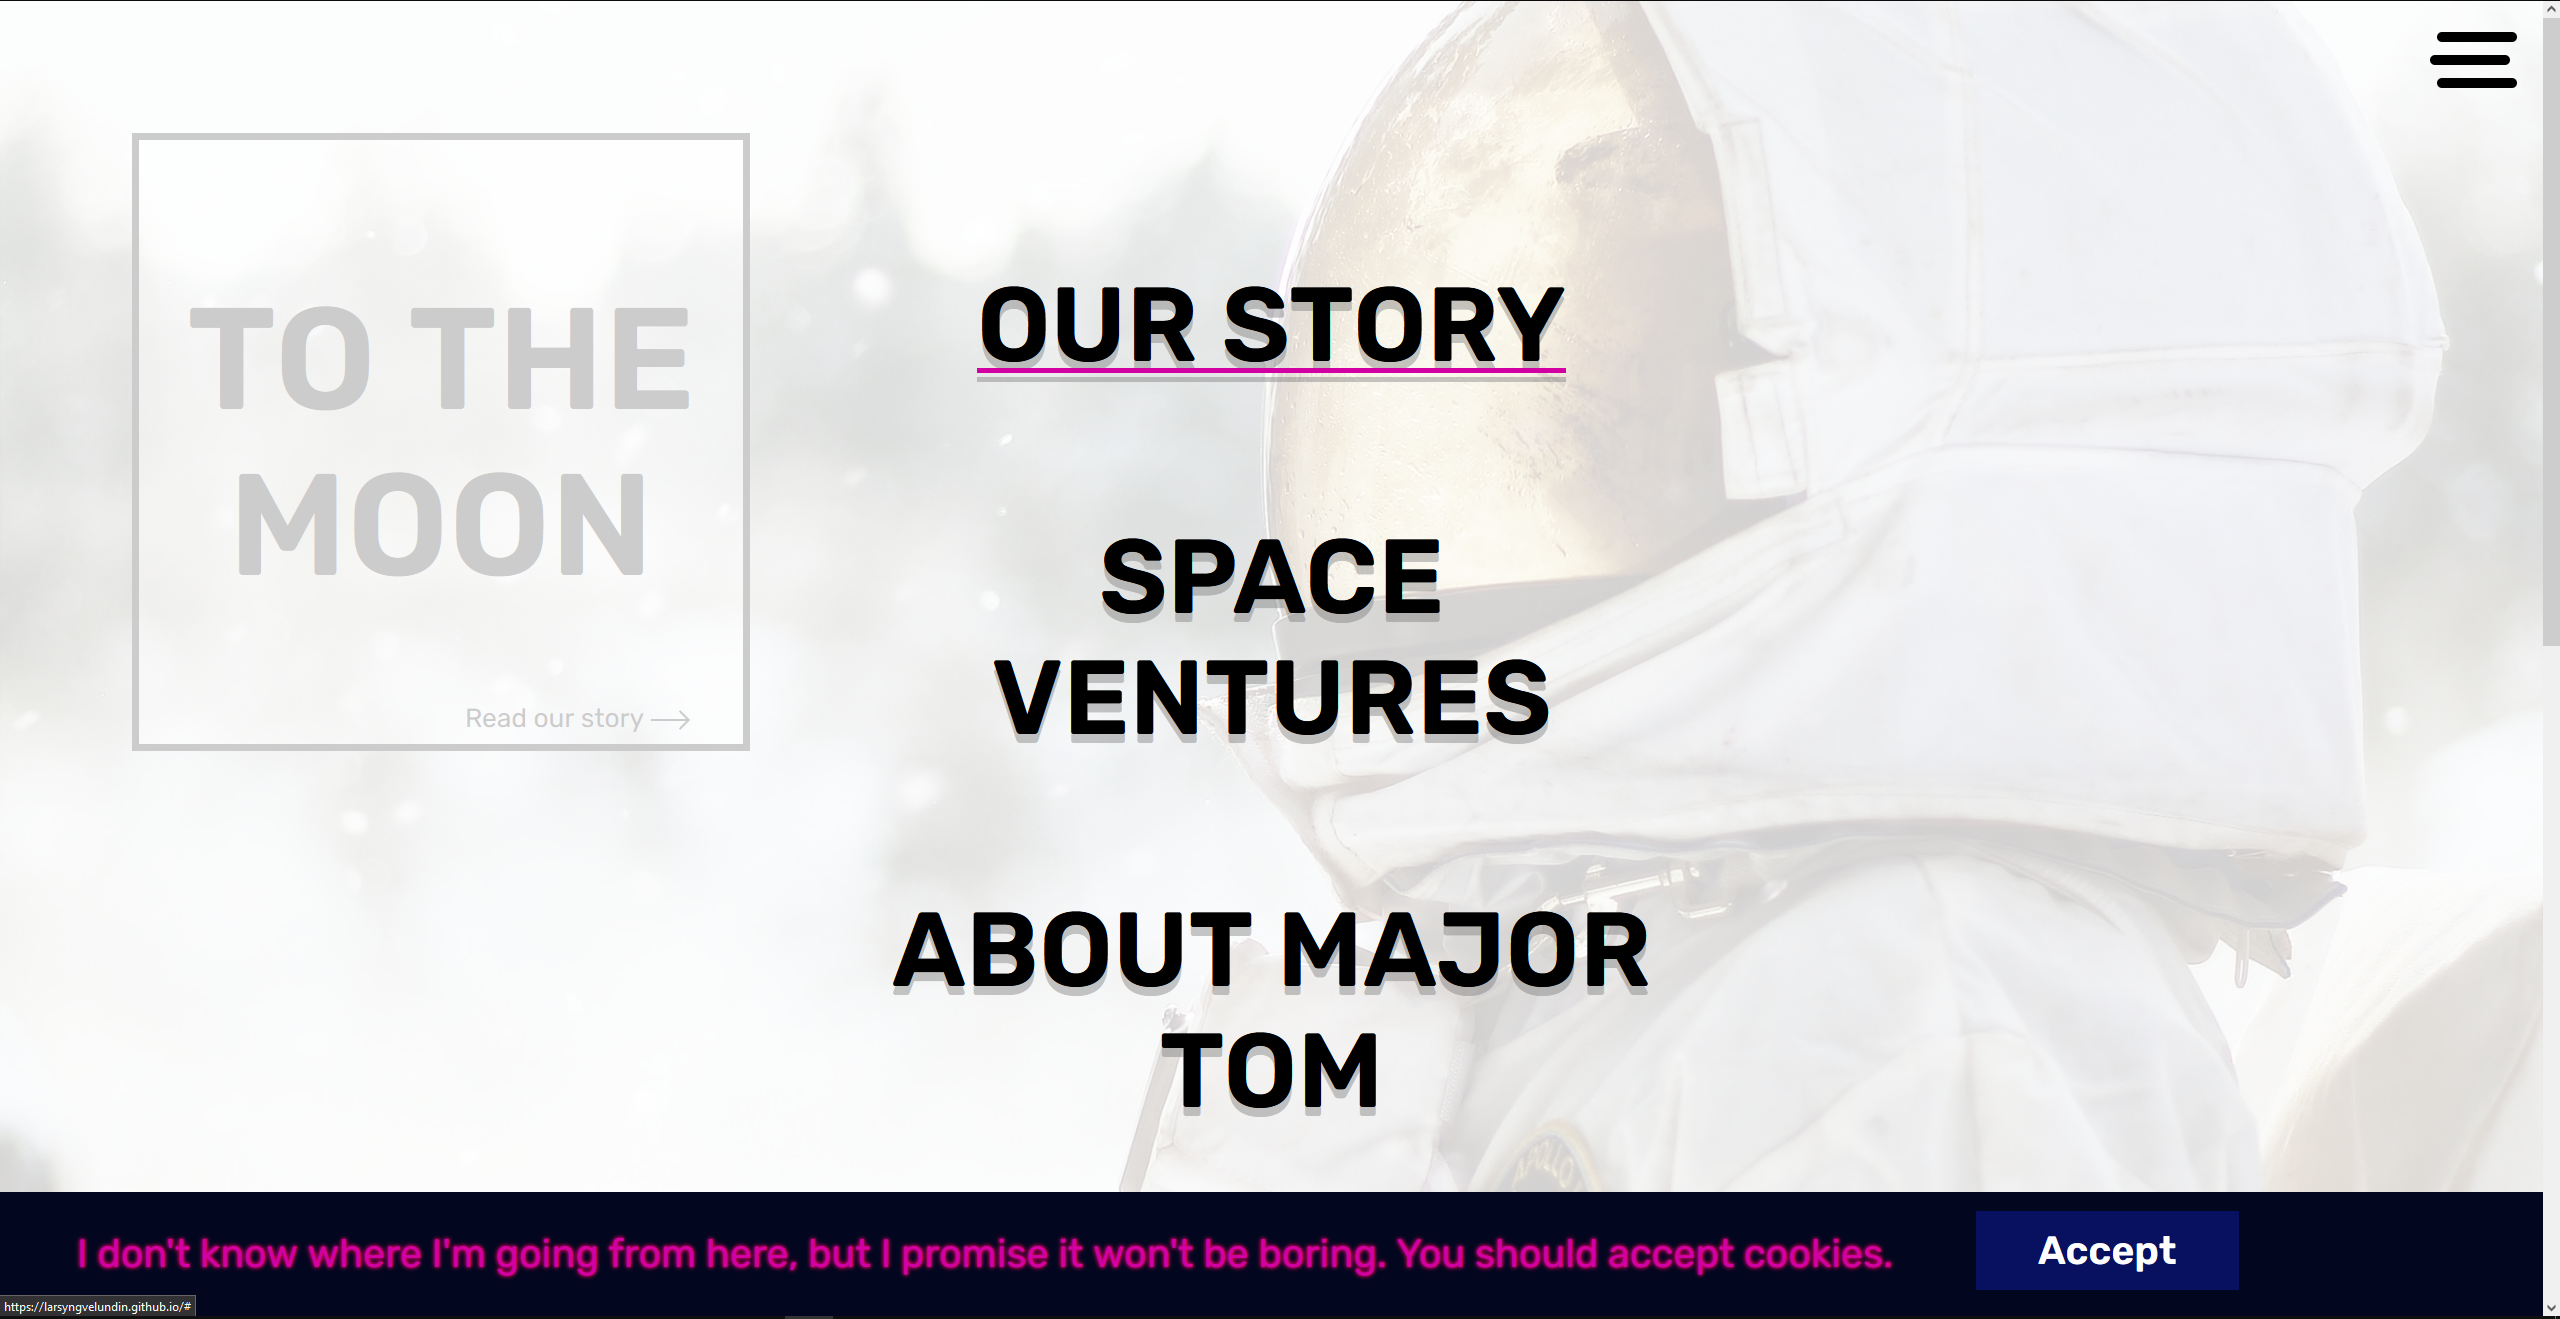 TO THE
MOON
Read our story
OUR STORY
SPACE
VENTURES
ABOUT MAJOR
TOM
APOLLO
I don't know where I'm going from here, but I promise it won't be boring. You should accept cookies.
Accept
https://larsyngvelundin.github.io/#